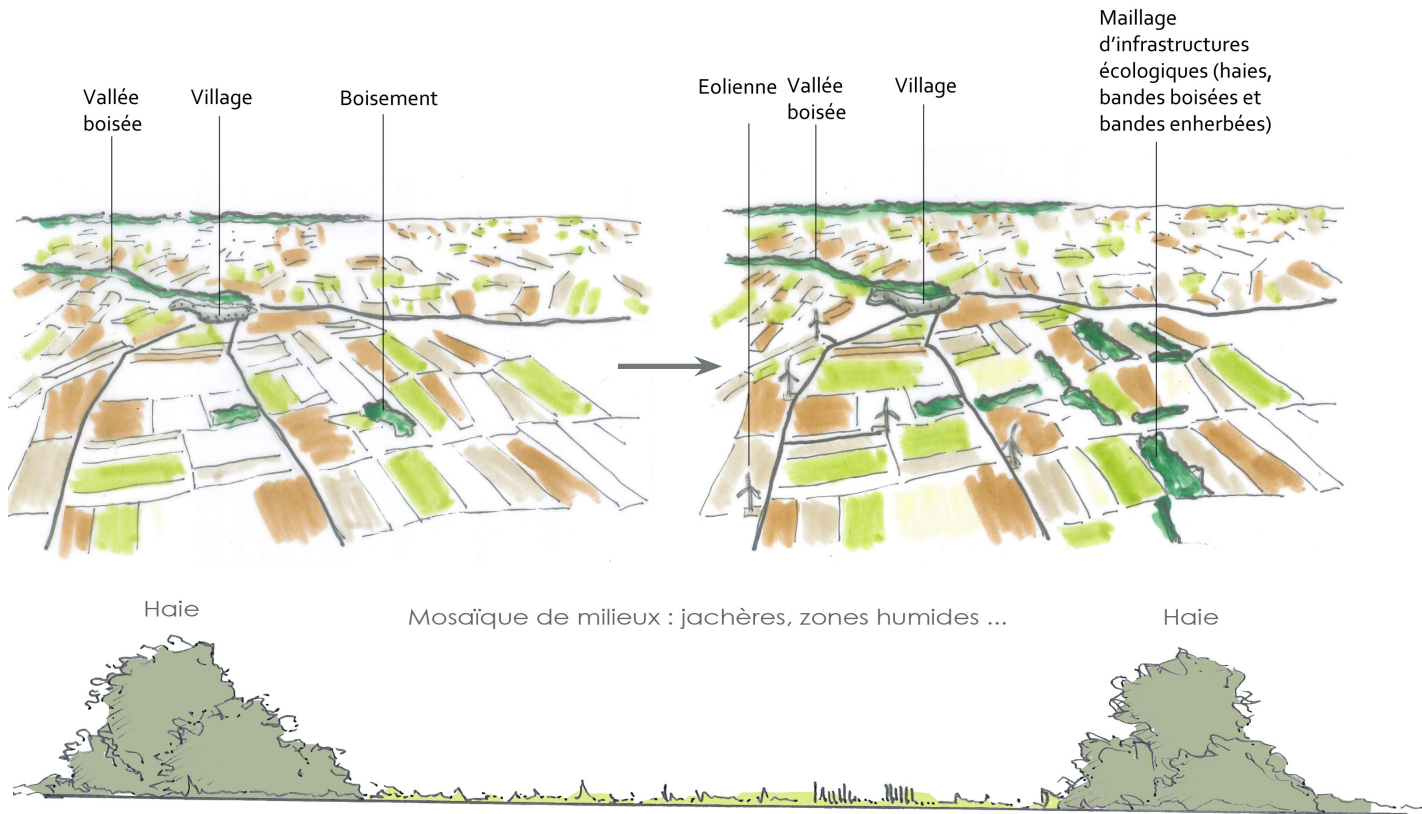 Vallée
boisée
Village
Boisement
Eolienne
Vallée
boisée
Village
Maillage
d'infrastructures
écologiques (haies,
bandes boisées et
bandes enherbées)
Haie
Mosaïque de milieux : jachères, zones humides ...
Haie